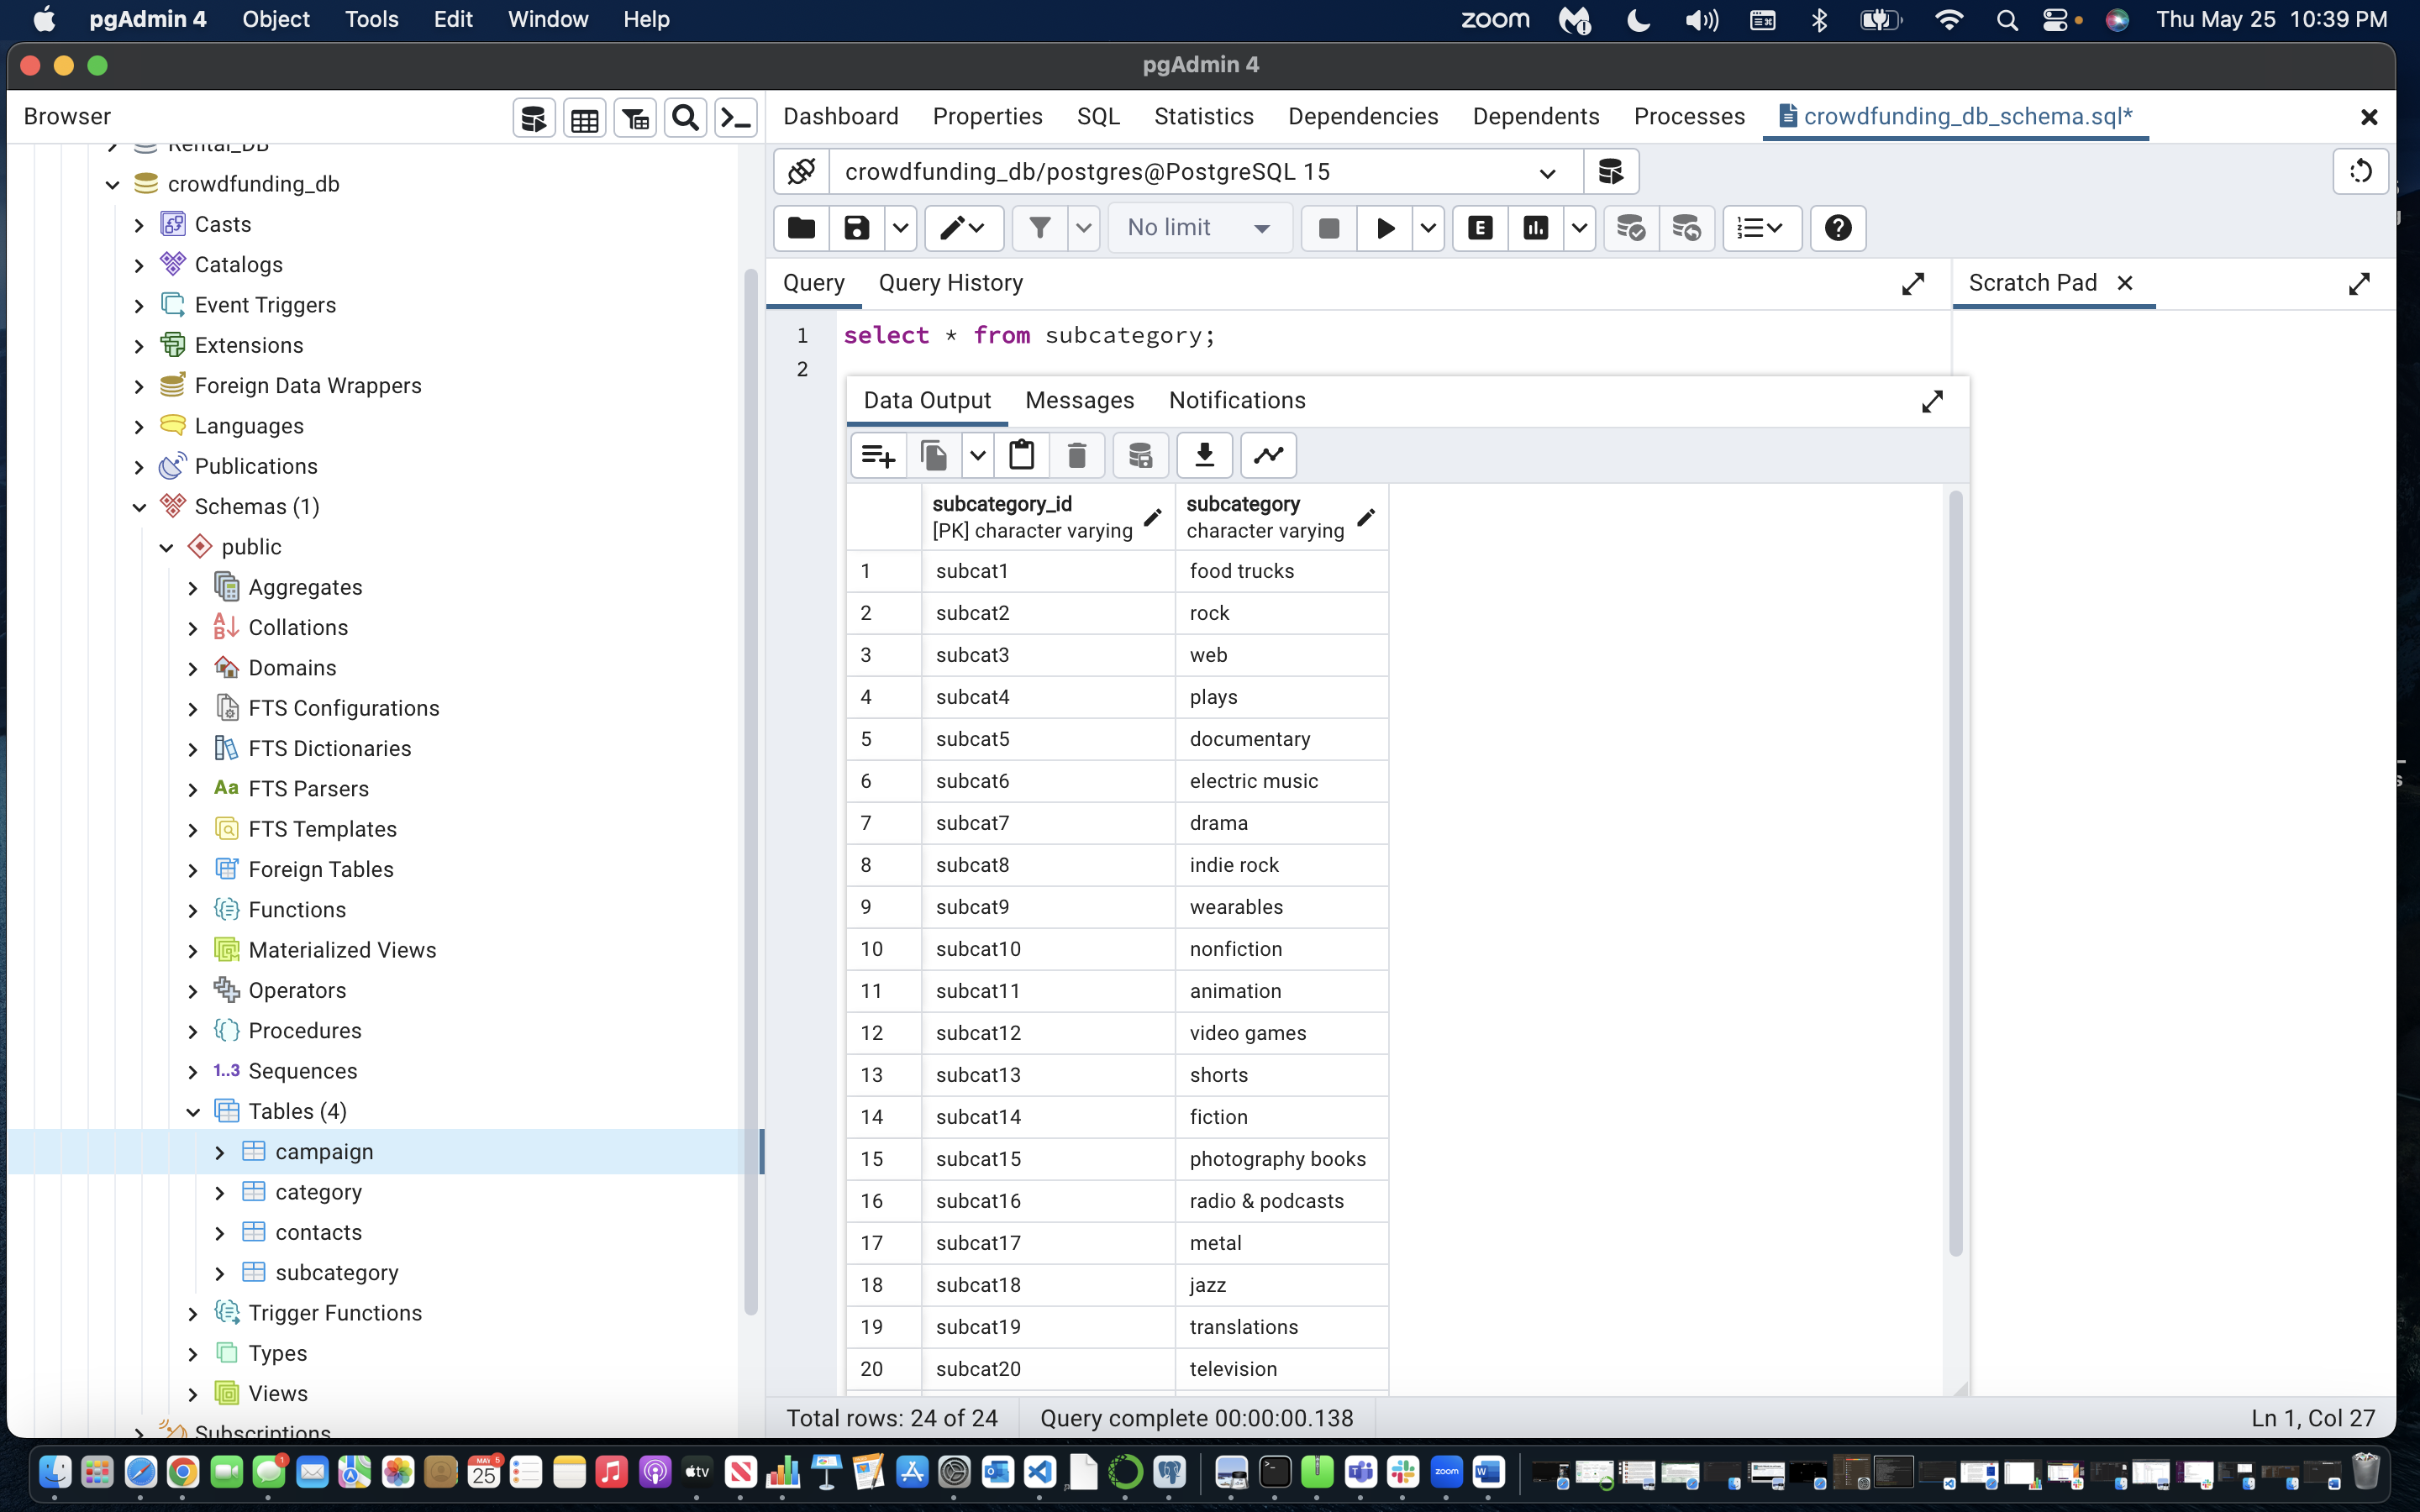 pgAdmin 4 Object Tools Edit Window Help
zoom Thu May 25 10:39 PM
pgAdmin 4
Browser
Dashboard Properties SQL Statistics Dependencies Dependents Processes crowdfunding_db_schema.sql*
Rental_DB
crowdfunding_db
Casts
Catalogs
Event Triggers
Extensions
Foreign Data Wrappers
Languages
Publications
Schemas (1)
public
Aggregates
Collations
Domains
FTS Configurations
FTS Dictionaries
Aa FTS Parsers
FTS Templates
Foreign Tables
Functions
Materialized Views
Operators
Procedures
1..3 Sequences
Tables (4)
campaign
category
contacts
subcategory
Trigger Functions
Types
Views
Subscriptions
crowdfunding_db/postgres@PostgreSQL 15
No limit
E
Query Query History
Scratch Pad
1 select * from subcategory;
2
Data Output Messages Notifications
subcategory_id subcategory
[PK] character varying character varying
1 subcat1 food trucks
2 subcat2 rock
3 subcat3 web
4 subcat4 plays
5 subcat5 documentary
6 subcat6 electric music
7 subcat7 drama
8 subcat8 indie rock
9 subcat9 wearables
10 subcat10 nonfiction
11 subcat11 animation
12 subcat12 video games
13 subcat13 shorts
14 subcat14 fiction
15 subcat15 photography books
16 subcat16 radio & podcasts
17 subcat17 metal
18 subcat18 jazz
19 subcat19 translations
20 subcat20 television
Total rows: 24 of 24 Query complete 00:00:00.138
Ln 1, Col 27
MAY 25 5 1 tv zoom